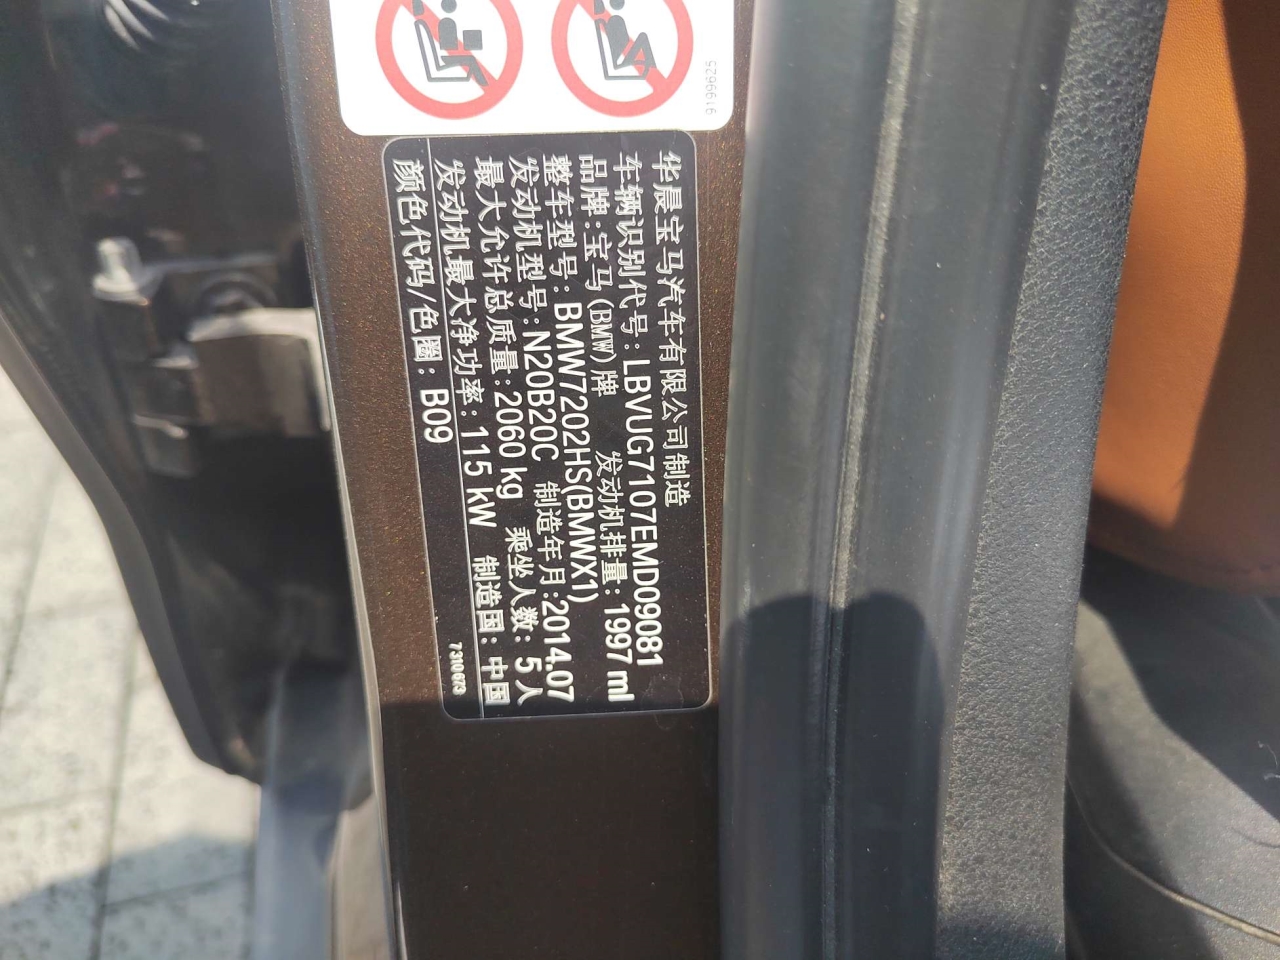 9199625
华晨宝马汽车有限公司制造
车辆识别代号: LBVUG7107EMD09081
品牌: 宝马(BMW)牌 发动机排量: 1997 ml
整车型号: BMW7202HS(BMWX1)
发动机型号: N20B20C 制造年月:2014.07
最大允许总质量: 2060 kg 乘坐人数: 5人
发动机最大净功率: 115 kW 制造国: 中国
颜色代码/色圈: B09
7310673